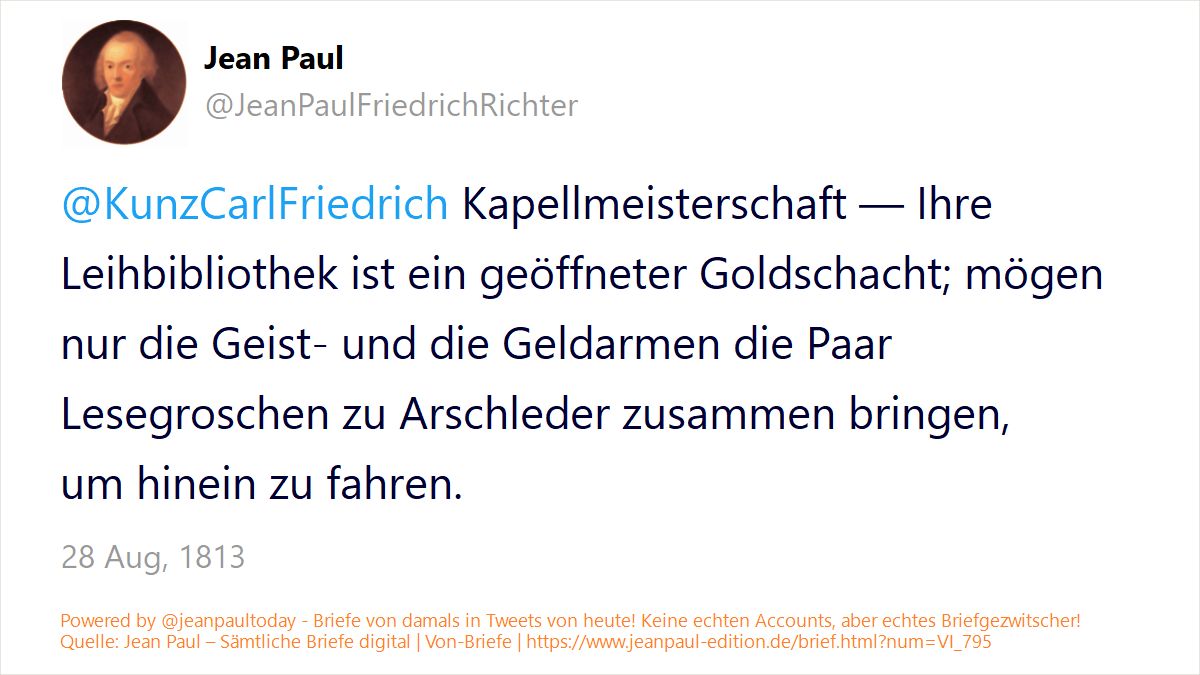 Jean Paul
@JeanPaulFriedrichRichter
@KunzCarlFriedrich Kapellmeisterschaft — Ihre
Leihbibliothek ist ein geöffneter Goldschacht; mögen
nur die Geist- und die Geldarmen die Paar
Lesegroschen zu Arschleder zusammen bringen,
um hinein zu fahren.
28 Aug, 1813
Powered by @jeanpaultoday - Briefe von damals in Tweets von heute! Keine echten Accounts, aber echtes Briefgezwitscher!
Quelle: Jean Paul – Sämtliche Briefe digital | Von-Briefe | https://www.jeanpaul-edition.de/brief.html?num=VI_795